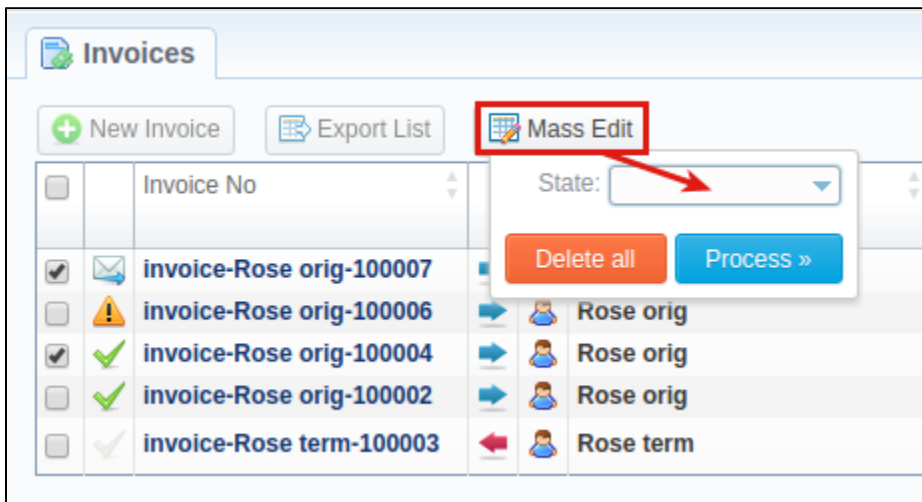 Invoices
New Invoice Export List Mass Edit
Invoice No
State:
Delete all Process »
invoice-Rose orig-100007
invoice-Rose orig-100006 Rose orig
invoice-Rose orig-100004 Rose orig
invoice-Rose orig-100002 Rose orig
invoice-Rose term-100003 Rose term